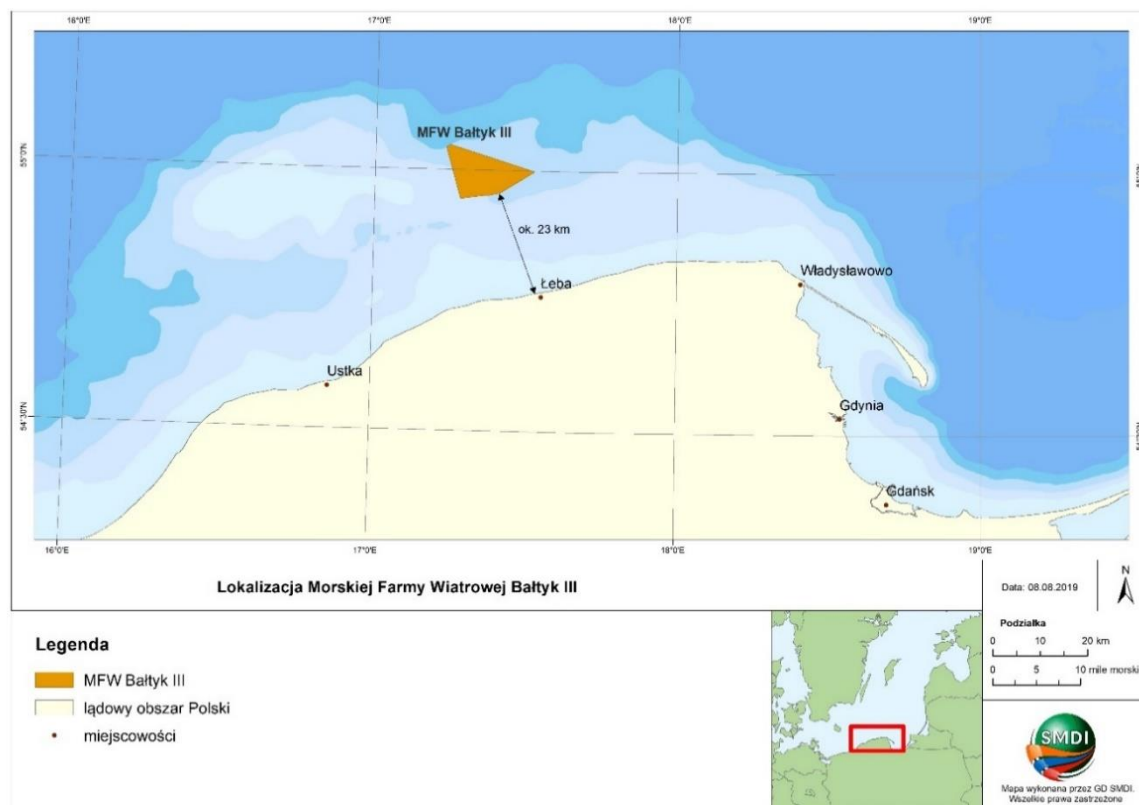 16°0'E 17°0'E 18°0'E 19°0'E
MFW Bałtyk III
55°0'N
ok. 23 km
Władysławowo
Łeba
Ustka
54°30'N
Gdynia
Gdańsk
16°0'E 17°0'E 18°0'E 19°0'E
Lokalizacja Morskiej Farmy Wiatrowej Bałtyk III
Data: 08.08.2019
N
Podziałka
0 10 20 km
0 5 10 mile morski
Legenda
MFW Bałtyk III
lądowy obszar Polski
miejscowości
SMDI
Mapa wykonana przez GD SMDI.
Wszelkie prawa zastrzeżone